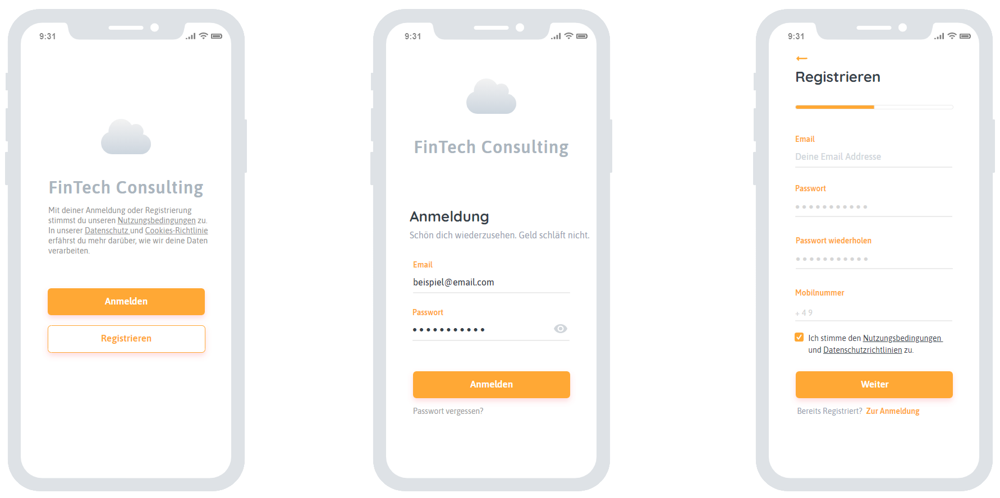 9:31
FinTech Consulting
Mit deiner Anmeldung oder Registrierung
stimmst du unseren Nutzungsbedingungen zu.
In unserer Datenschutz und Cookies-Richtlinie
erfährst du mehr darüber, wie wir deine Daten
verarbeiten.
Anmelden
Registrieren
9:31
FinTech Consulting
Anmeldung
Schön dich wiederzusehen. Geld schläft nicht.
Email
beispiel@email.com
Passwort
Anmelden
Passwort vergessen?
9:31
Registrieren
Email
Deine Email Addresse
Passwort
Passwort wiederholen
Mobilnummer
+49
Ich stimme den Nutzungsbedingungen
und Datenschutzrichtlinien zu.
Weiter
Bereits Registriert? Zur Anmeldung